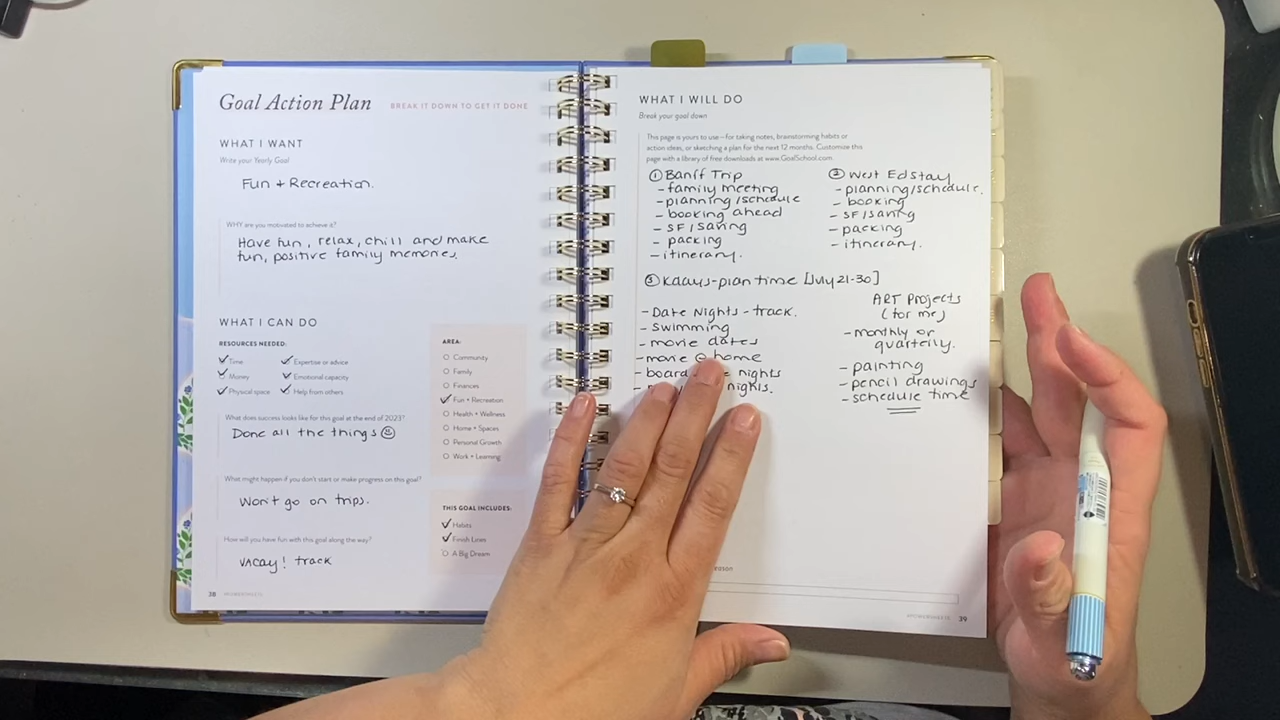 Goal Action Plan
BREAK IT DOWN TO GET IT DONE
WHAT I WANT
Write your Yearly Goal
Fun + Recreation.
WHY are you motivated to achieve it?
Have fun, relax, chill and make
fun, positive family memories.
WHAT I CAN DO
RESOURCES NEEDED:
Time
Expertise or advice
Money
Emotional capacity
Physical space
Help from others
What does success looks like for this goal at the end of 2023?
Done all the things
What might happen if you don't start or make progress on this goal?
Won't go on trips.
How will you have fun with this goal along the way?
vacay! track
AREA:
Community
Family
Finances
Fun + Recreation
Health + Wellness
Home + Spaces
Personal Growth
Work + Learning
THIS GOAL INCLUDES:
Habits
Finish Lines
A Big Dream
38
WHAT I WILL DO
Break your goal down
This page is yours to use – for taking notes, brainstorming habits or
action ideas, or sketching a plan for the next 12 months. Customize this
page with a library of free downloads at www.GoalSchool.com.
① Banff Trip
- family meeting
- planning/schedule
- booking ahead
- SF/saving
- packing
- itinerary.
② West Ed stay
- planning/schedule.
- booking
- SF/saving
- packing
- itinerary.
- plan time [July 21-30]
- Date Nights - track.
- swimming
- movie dates
- movie @ home
- board nights
nights.
ART Projects
(for me)
- monthly or
quarterly.
- painting
- pencil drawings
- schedule time
eason
39